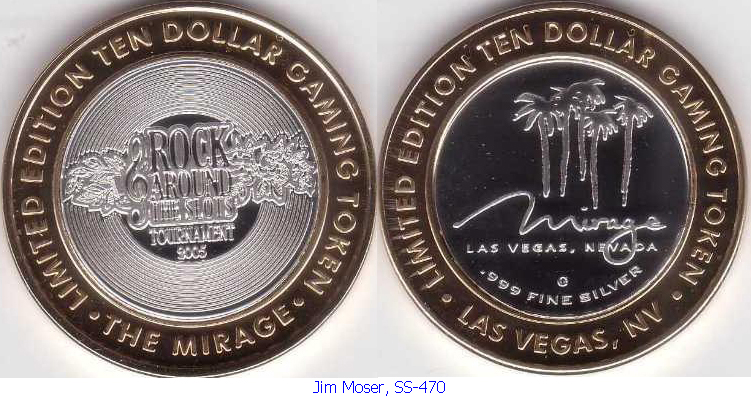 LIMITED EDITION TEN DOLLAR GAMING TOKEN
• THE MIRAGE •
ROCK
AROUND
THE SLOTS
TOURNAMENT
2005
LIMITED EDITION TEN DOLLAR GAMING TOKEN
• LAS VEGAS, NV •
Mirage
LAS VEGAS, NEVADA
.999 FINE SILVER
Jim Moser, SS-470